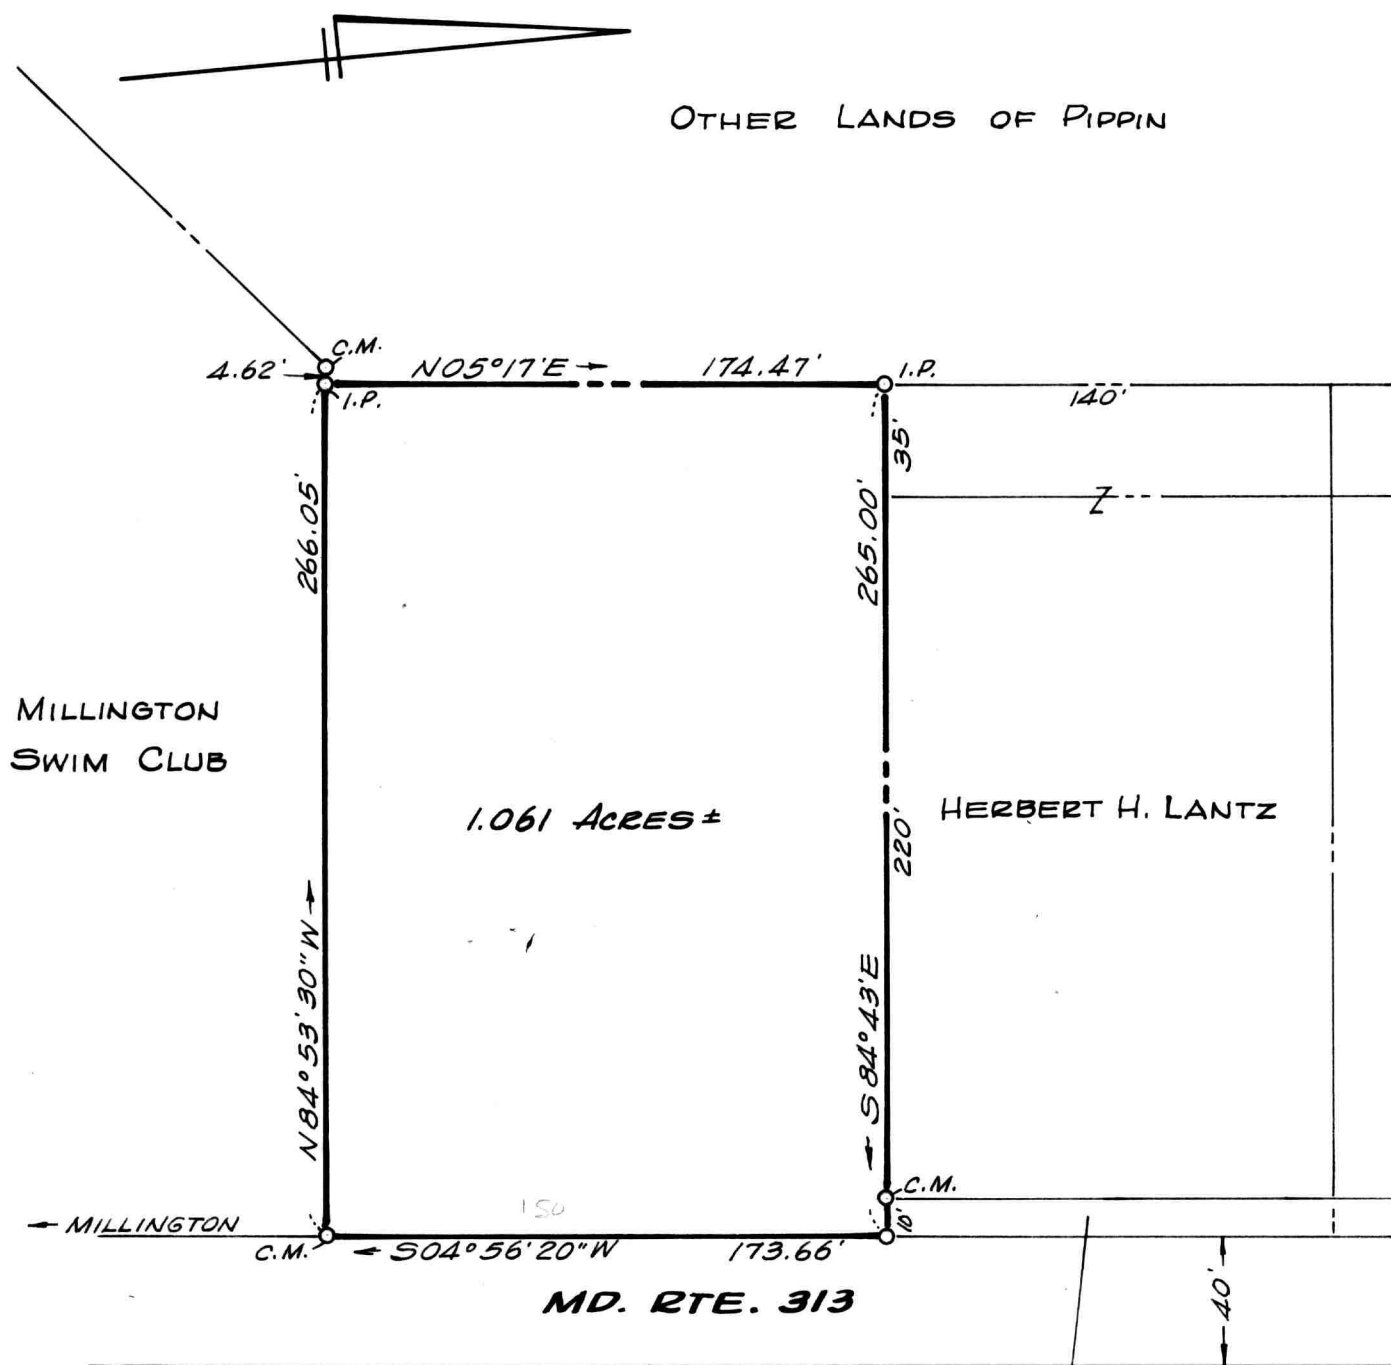 OTHER LANDS OF PIPPIN
C.M.
4.62'
N05°17'E
174.47'
I.P.
I.P.
140'
35'
266.05'
265.00'
Z
MILLINGTON
SWIM CLUB
1.061 ACRES ±
HERBERT H. LANTZ
220'
N84°53'30"W
S84°43'E
C.M.
150
10'
MILLINGTON
C.M.
S04°56'20"W
173.66'
40'
MD. RTE. 313